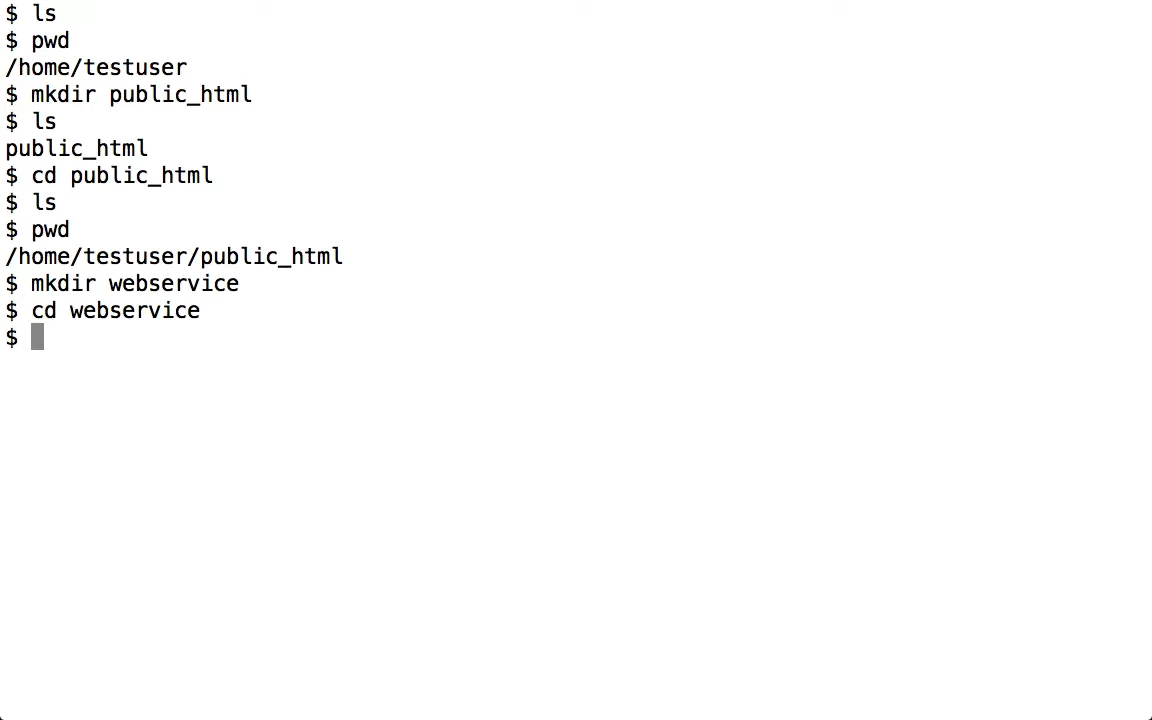 $ ls
$ pwd
/home/testuser
$ mkdir public_html
$ ls
public_html
$ cd public_html
$ ls
$ pwd
/home/testuser/public_html
$ mkdir webservice
$ cd webservice
$